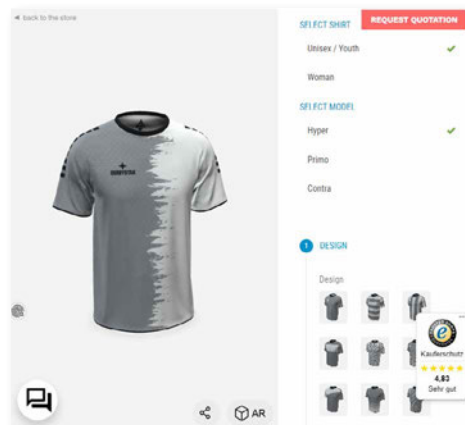 ◄ back to the store
SELECT SHIRT
REQUEST QUOTATION
Unisex / Youth
Woman
SELECT MODEL
Hyper
Primo
Contra
1 DESIGN
Design
AR
e
Käuferschutz
4,83
Sehr gut